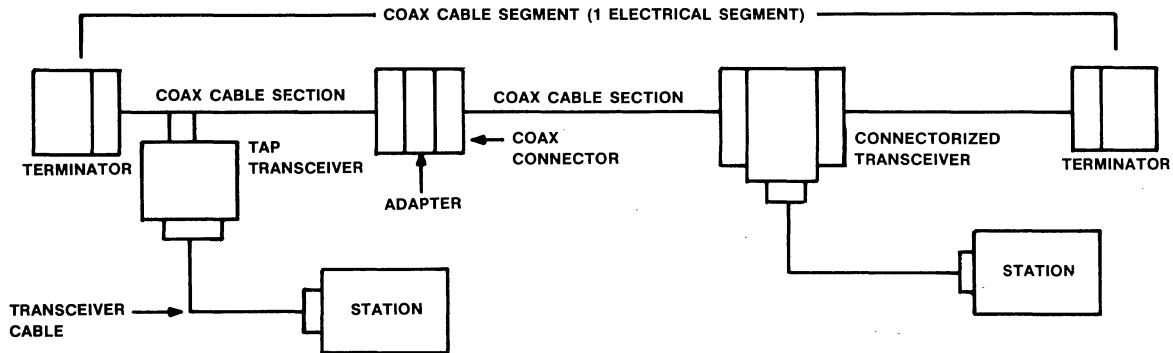 COAX CABLE SEGMENT (1 ELECTRICAL SEGMENT)
COAX CABLE SECTION
COAX CABLE SECTION
TERMINATOR
TAP
TRANSCEIVER
COAX
CONNECTOR
ADAPTER
CONNECTORIZED
TRANSCEIVER
TERMINATOR
STATION
TRANSCEIVER
CABLE
STATION